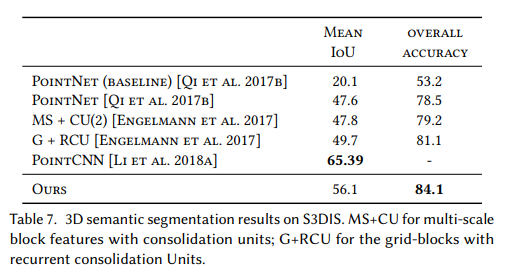 MEAN OVERALL
IOU ACCURACY
POINTNET (BASELINE) [QI ET AL. 2017B] 20.1 53.2
POINTNET [QI ET AL. 2017B] 47.6 78.5
MS + CU(2) [ENGELMANN ET AL. 2017] 47.8 79.2
G + RCU [ENGELMANN ET AL. 2017] 49.7 81.1
POINTCNN [LI ET AL. 2018A] 65.39 -
OURS 56.1 84.1
Table 7. 3D semantic segmentation results on S3DIS. MS+CU for multi-scale
block features with consolidation units; G+RCU for the grid-blocks with
recurrent consolidation Units.